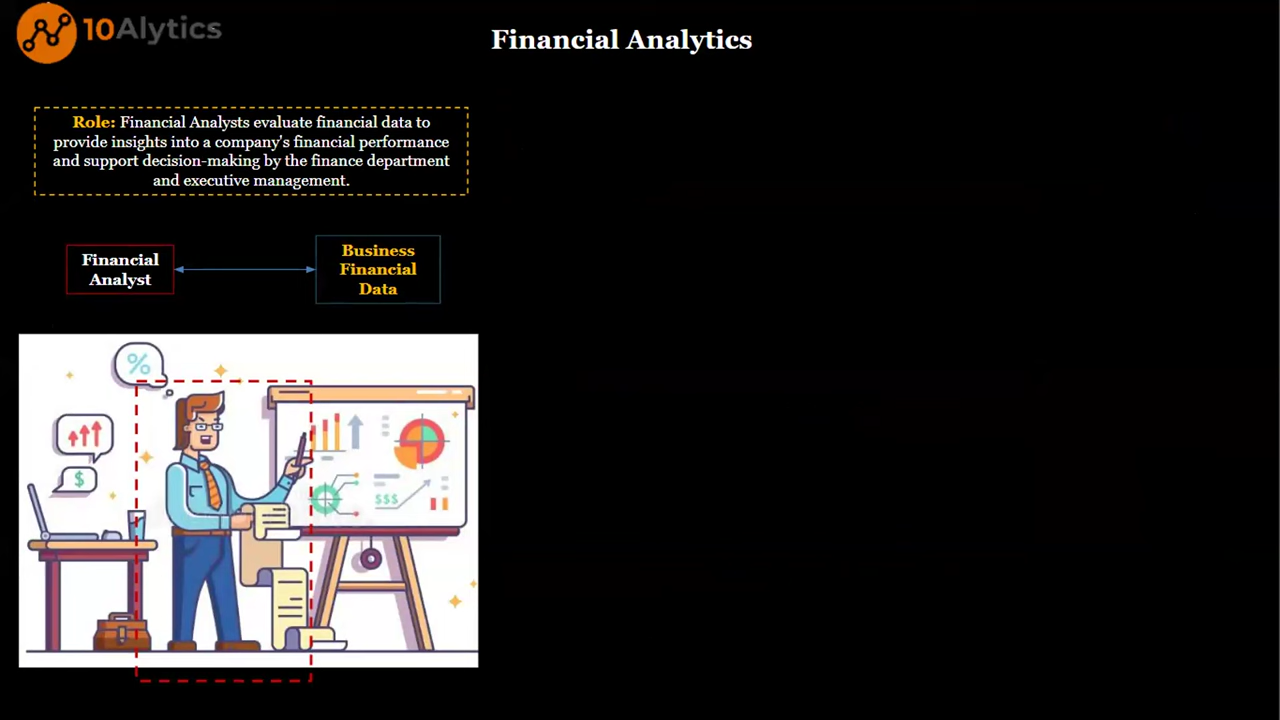 10Alytics
Financial Analytics
Role: Financial Analysts evaluate financial data to
provide insights into a company's financial performance
and support decision-making by the finance department
and executive management.
Financial
Analyst
Business
Financial
Data
%
$
$$$